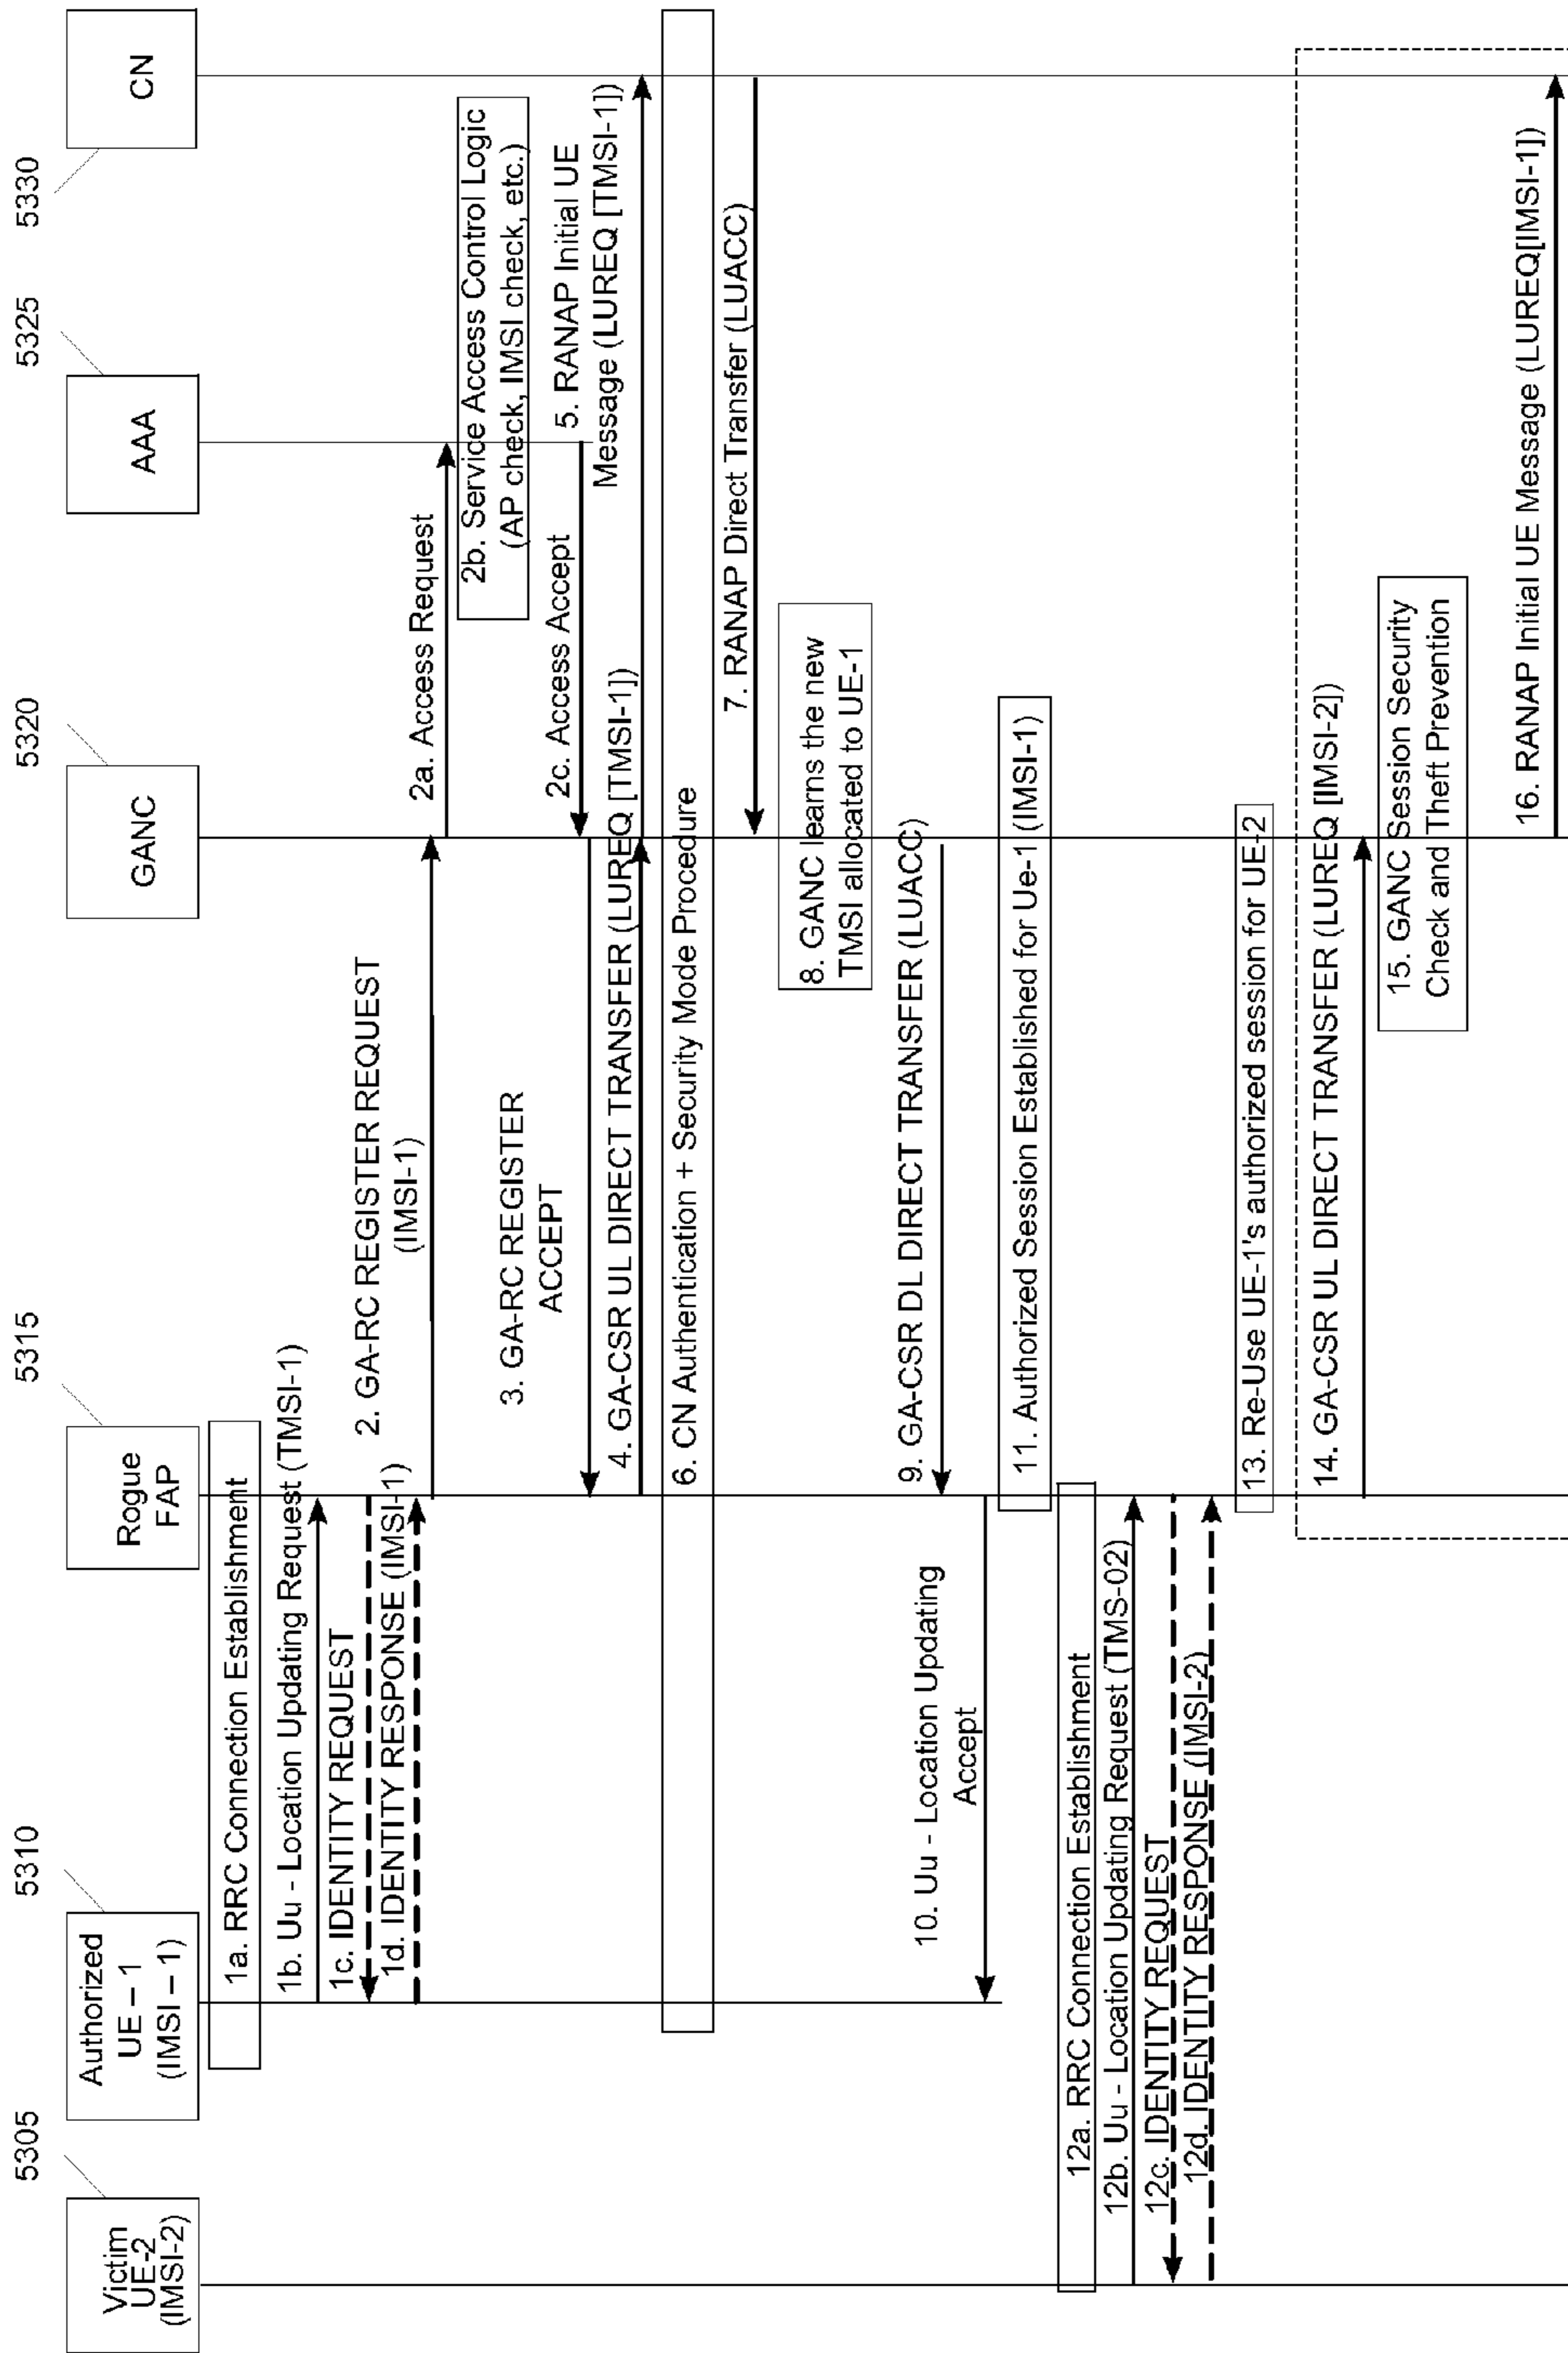 5305
5310
5315
5320
5325
5330
Victim
UE-2
(IMSI-2)
Authorized
UE – 1
(IMSI – 1)
Rogue
FAP
GANC
AAA
CN
1a. RRC Connection Establishment
1b. Uu - Location Updating Request (TMSI-1)
1c. IDENTITY REQUEST
1d. IDENTITY RESPONSE (IMSI-1)
2. GA-RC REGISTER REQUEST
(IMSI-1)
2a. Access Request
2b. Service Access Control Logic
(AP check, IMSI check, etc.)
2c. Access Accept
3. GA-RC REGISTER
ACCEPT
4. GA-CSR UL DIRECT TRANSFER (LUREQ [TMSI-1])
5. RANAP Initial UE
Message (LUREQ [TMSI-1])
6. CN Authentication + Security Mode Procedure
7. RANAP Direct Transfer (LUACC)
8. GANC learns the new
TMSI allocated to UE-1
9. GA-CSR DL DIRECT TRANSFER (LUACC)
10. Uu - Location Updating
Accept
11. Authorized Session Established for Ue-1 (IMSI-1)
12a. RRC Connection Establishment
12b. Uu - Location Updating Request (TMS-02)
12c. IDENTITY REQUEST
12d. IDENTITY RESPONSE (IMSI-2)
13. Re-Use UE-1's authorized session for UE-2
14. GA-CSR UL DIRECT TRANSFER (LUREQ [IMSI-2])
15. GANC Session Security
Check and Theft Prevention
16. RANAP Initial UE Message (LUREQ[IMSI-1])